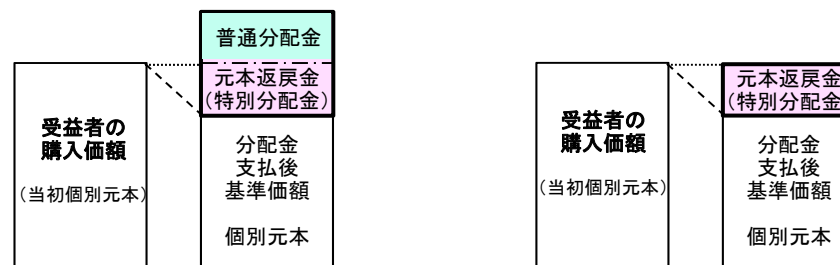 普通分配金
元本返戻金
(特別分配金)
受益者の
購入価額
(当初個別元本)
分配金
支払後
基準価額
個別元本
元本返戻金
(特別分配金
受益者の
購入価額
(当初個別元本)
分配金
支払後
基準価額
個別元本